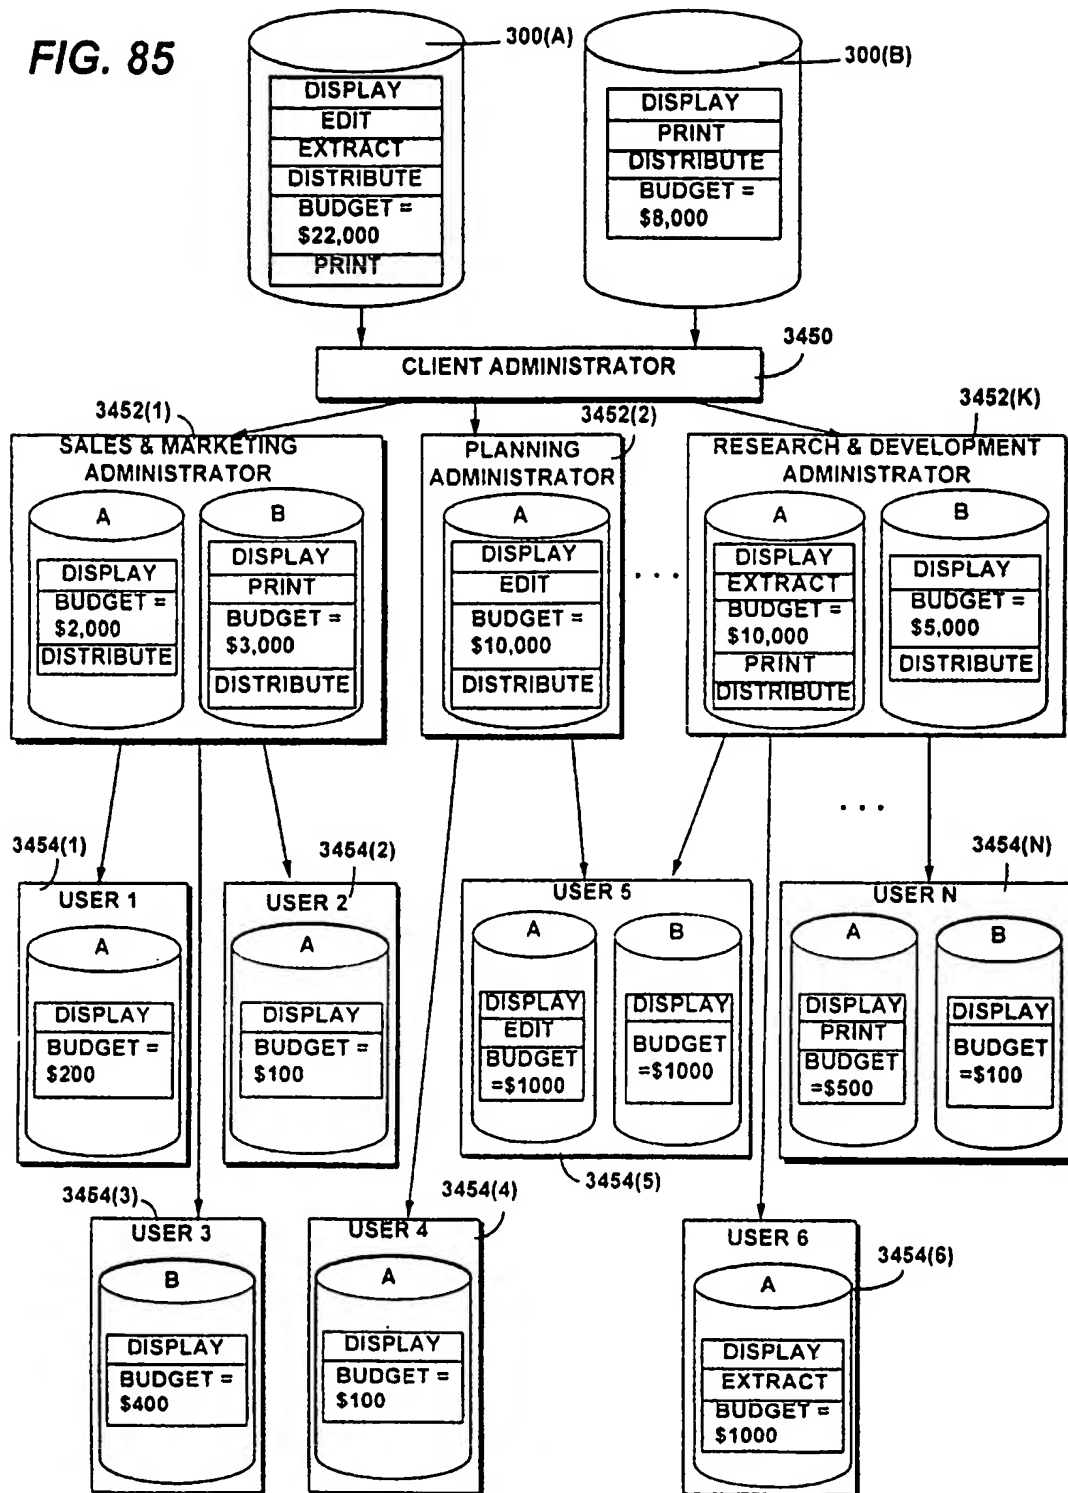 FIG. 85
300(A)
DISPLAY
EDIT
EXTRACT
DISTRIBUTE
BUDGET =
$22,000
PRINT
300(B)
DISPLAY
PRINT
DISTRIBUTE
BUDGET =
$8,000
3450
CLIENT ADMINISTRATOR
3452(1)
SALES & MARKETING
ADMINISTRATOR
A
DISPLAY
BUDGET =
$2,000
DISTRIBUTE
B
DISPLAY
PRINT
BUDGET =
$3,000
DISTRIBUTE
3452(2)
PLANNING
ADMINISTRATOR
A
DISPLAY
EDIT
BUDGET =
$10,000
DISTRIBUTE
. . .
3452(K)
RESEARCH & DEVELOPMENT
ADMINISTRATOR
A
DISPLAY
EXTRACT
BUDGET =
$10,000
PRINT
DISTRIBUTE
B
DISPLAY
BUDGET =
$5,000
DISTRIBUTE
. . .
3454(1)
USER 1
A
DISPLAY
BUDGET =
$200
3454(2)
USER 2
A
DISPLAY
BUDGET =
$100
USER 5
A
DISPLAY
EDIT
BUDGET
=$1000
B
DISPLAY
BUDGET
=$1000
3454(5)
3454(N)
USER N
A
DISPLAY
PRINT
BUDGET
=$500
B
DISPLAY
BUDGET
=$100
3454(3)
USER 3
B
DISPLAY
BUDGET =
$400
3454(4)
USER 4
A
DISPLAY
BUDGET =
$100
USER 6
3454(6)
A
DISPLAY
EXTRACT
BUDGET =
$1000